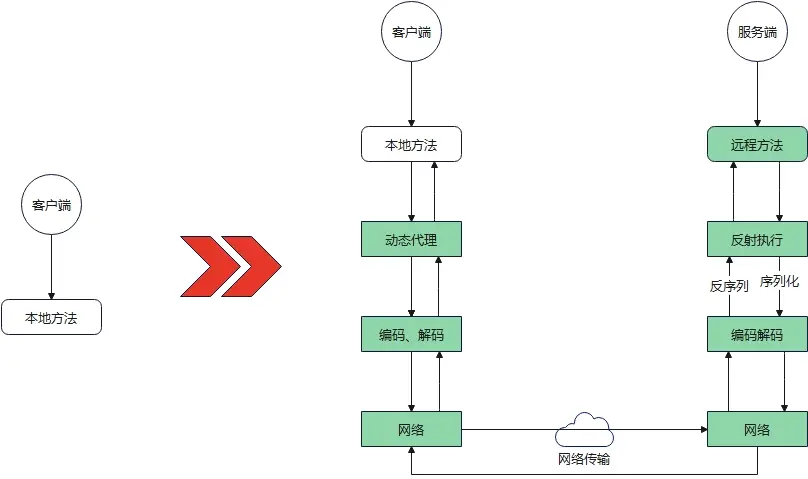 客户端
本地方法
客户端
本地方法
动态代理
编码、解码
网络
网络传输
服务端
远程方法
反射执行
反序列
序列化
编码解码
网络